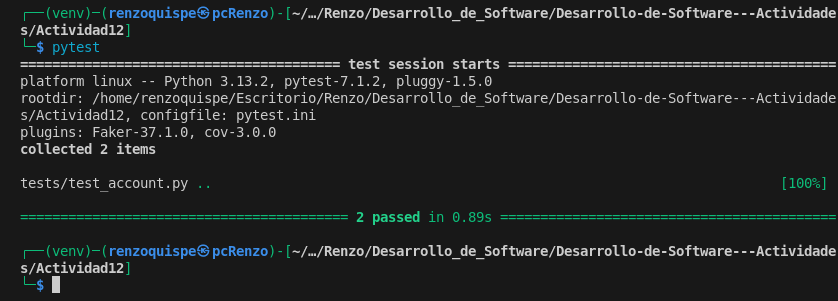 ┌──(venv)─(renzoquispe㉿pcRenzo)-[~/…/Renzo/Desarrollo_de_Software/Desarrollo-de-Software---Actividade
s/Actividad12]
└─$ pytest
======================================== test session starts =========================================
platform linux -- Python 3.13.2, pytest-7.1.2, pluggy-1.5.0
rootdir: /home/renzoquispe/Escritorio/Renzo/Desarrollo_de_Software/Desarrollo-de-Software---Actividade
s/Actividad12, configfile: pytest.ini
plugins: Faker-37.1.0, cov-3.0.0
collected 2 items
tests/test_account.py .. [100%]
========================================= 2 passed in 0.89s ==========================================
┌──(venv)─(renzoquispe㉿pcRenzo)-[~/…/Renzo/Desarrollo_de_Software/Desarrollo-de-Software---Actividade
s/Actividad12]
└─$